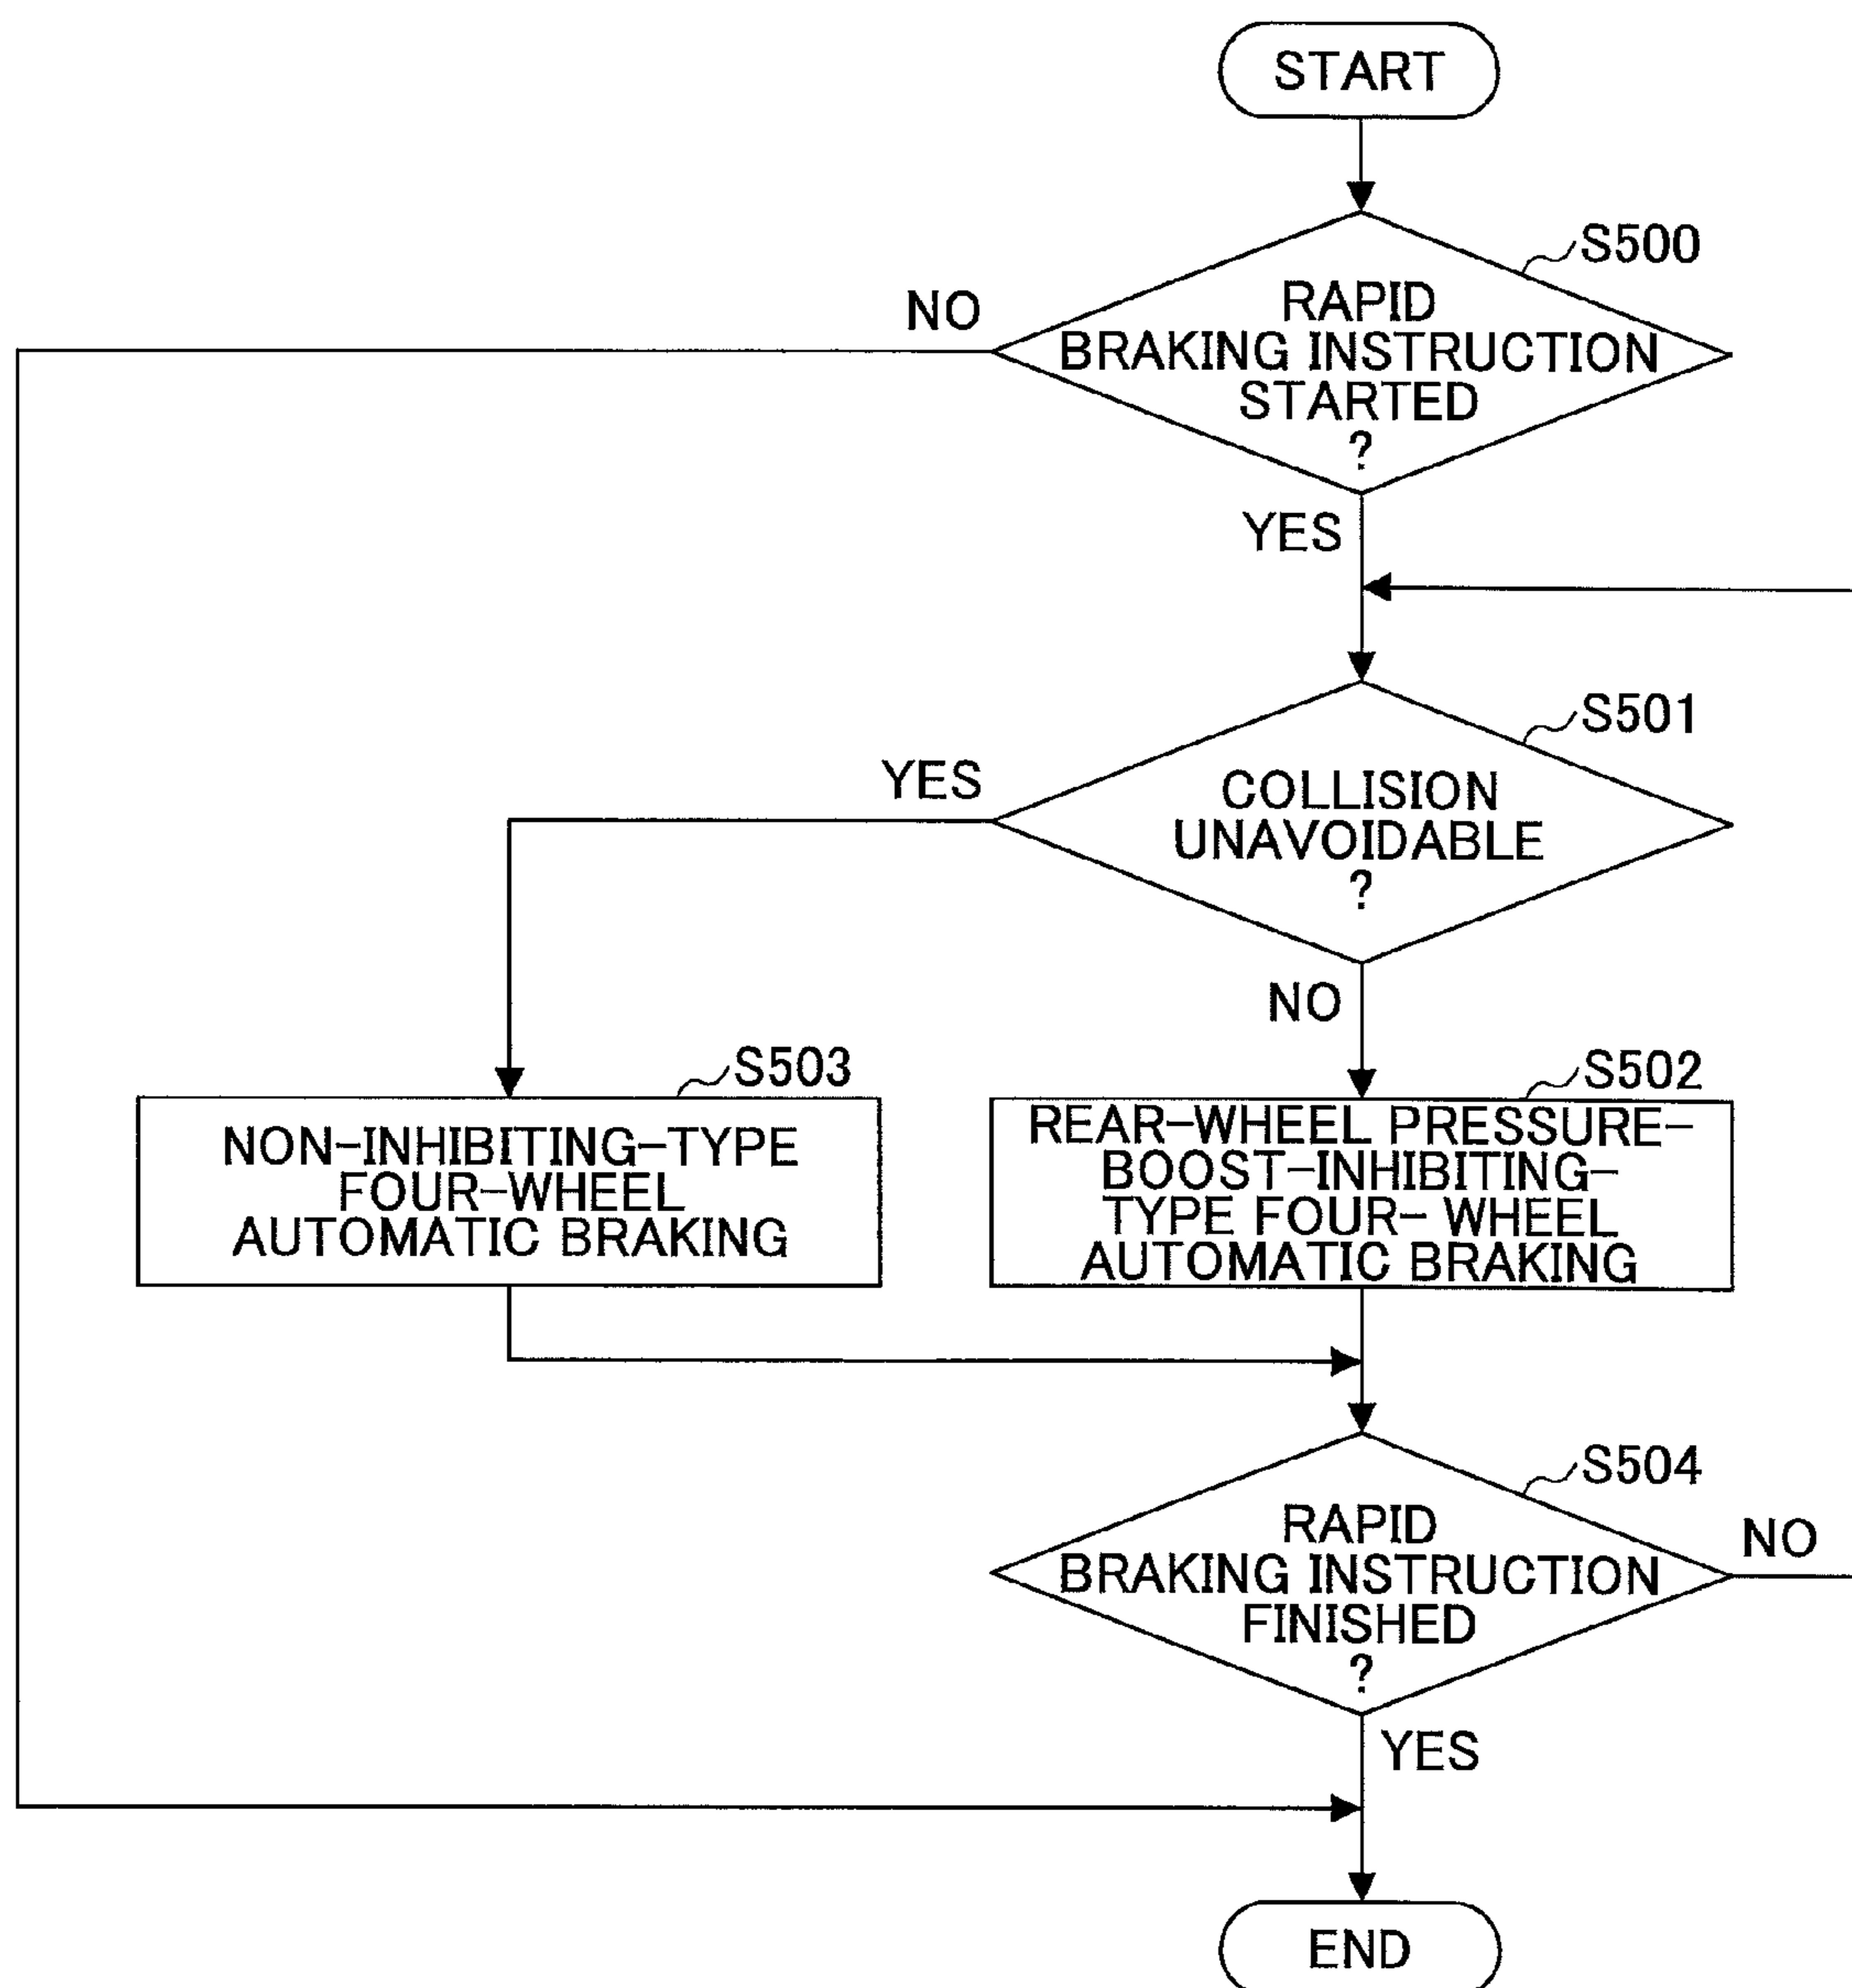 START
S500
NO
RAPID
BRAKING INSTRUCTION
STARTED
?
YES
S501
YES
COLLISION
UNAVOIDABLE
?
NO
S503
S502
NON-INHIBITING-TYPE
FOUR-WHEEL
AUTOMATIC BRAKING
REAR-WHEEL PRESSURE-
BOOST-INHIBITING-
TYPE FOUR- WHEEL
AUTOMATIC BRAKING
S504
RAPID
BRAKING INSTRUCTION
FINISHED
?
NO
YES
END